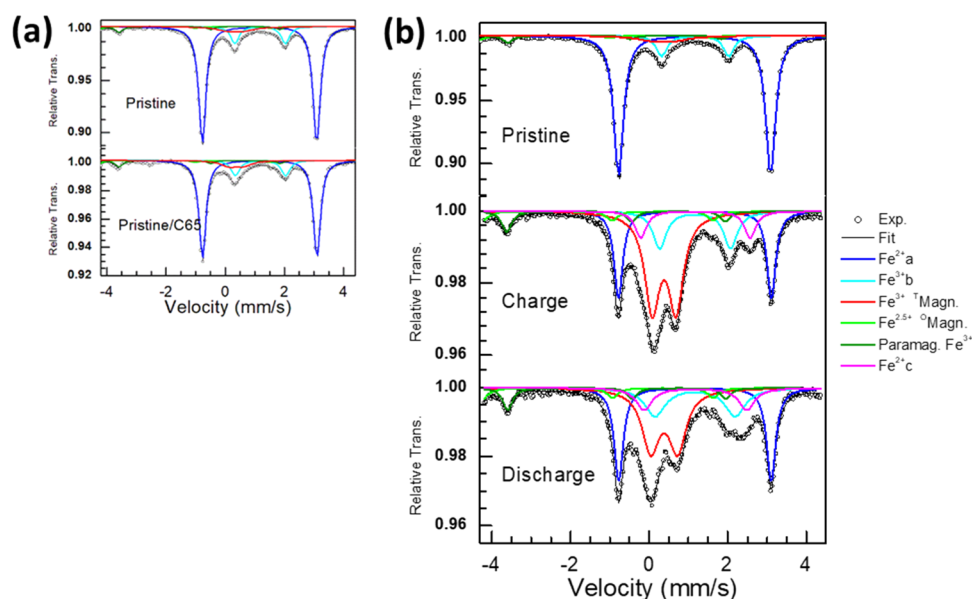 (a)
1.00
0.95
0.90
Relative Trans.
Pristine
1.00
0.98
0.96
0.94
0.92
Relative Trans.
Pristine/C65
-4 -2 0 2 4
Velocity (mm/s)
(b)
1.00
0.95
0.90
Relative Trans.
Pristine
1.00
0.98
0.96
Relative Trans.
Charge
1.00
0.98
0.96
Relative Trans.
Discharge
-4 -2 0 2 4
Velocity (mm/s)
Exp.
Fit
Fe²⁺a
Fe³⁺b
Fe³⁺ ᵀMagn.
Fe²·⁵⁺ ᴼMagn.
Paramag. Fe³⁺
Fe²⁺c